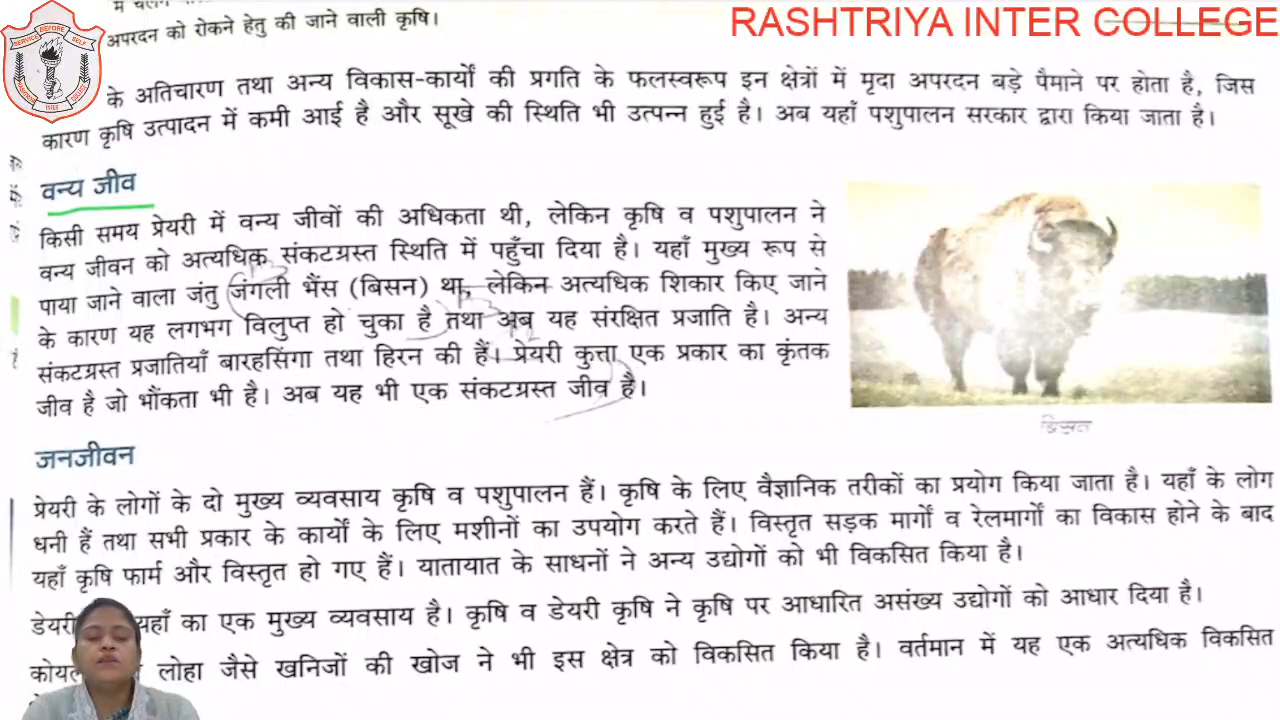 RASHTRIYA INTER COLLEGE
SERVICE BEFORE SELF
अपरदन को रोकने हेतु की जाने वाली कृषि।
के अतिचारण तथा अन्य विकास-कार्यों की प्रगति के फलस्वरूप इन क्षेत्रों में मृदा अपरदन बड़े पैमाने पर होता है, जिस
कारण कृषि उत्पादन में कमी आई है और सूखे की स्थिति भी उत्पन्न हुई है। अब यहाँ पशुपालन सरकार द्वारा किया जाता है।
वन्य जीव
किसी समय प्रेयरी में वन्य जीवों की अधिकता थी, लेकिन कृषि व पशुपालन ने
वन्य जीवन को अत्यधिक संकटग्रस्त स्थिति में पहुँचा दिया है। यहाँ मुख्य रूप से
पाया जाने वाला जंतु जंगली भैंस (बिसन) था, लेकिन अत्यधिक शिकार किए जाने
के कारण यह लगभग विलुप्त हो चुका है तथा अब यह संरक्षित प्रजाति है। अन्य
संकटग्रस्त प्रजातियाँ बारहसिंगा तथा हिरन की हैं। प्रेयरी कुत्ता एक प्रकार का कृंतक
जीव है जो भौंकता भी है। अब यह भी एक संकटग्रस्त जीव है।
बिसन
जनजीवन
प्रेयरी के लोगों के दो मुख्य व्यवसाय कृषि व पशुपालन हैं। कृषि के लिए वैज्ञानिक तरीकों का प्रयोग किया जाता है। यहाँ के लोग
धनी हैं तथा सभी प्रकार के कार्यों के लिए मशीनों का उपयोग करते हैं। विस्तृत सड़क मार्गों व रेलमार्गों का विकास होने के बाद
यहाँ कृषि फार्म और विस्तृत हो गए हैं। यातायात के साधनों ने अन्य उद्योगों को भी विकसित किया है।
डेयरी यहाँ का एक मुख्य व्यवसाय है। कृषि व डेयरी कृषि ने कृषि पर आधारित असंख्य उद्योगों को आधार दिया है।
लोहा जैसे खनिजों की खोज ने भी इस क्षेत्र को विकसित किया है। वर्तमान में यह एक अत्यधिक विकसित